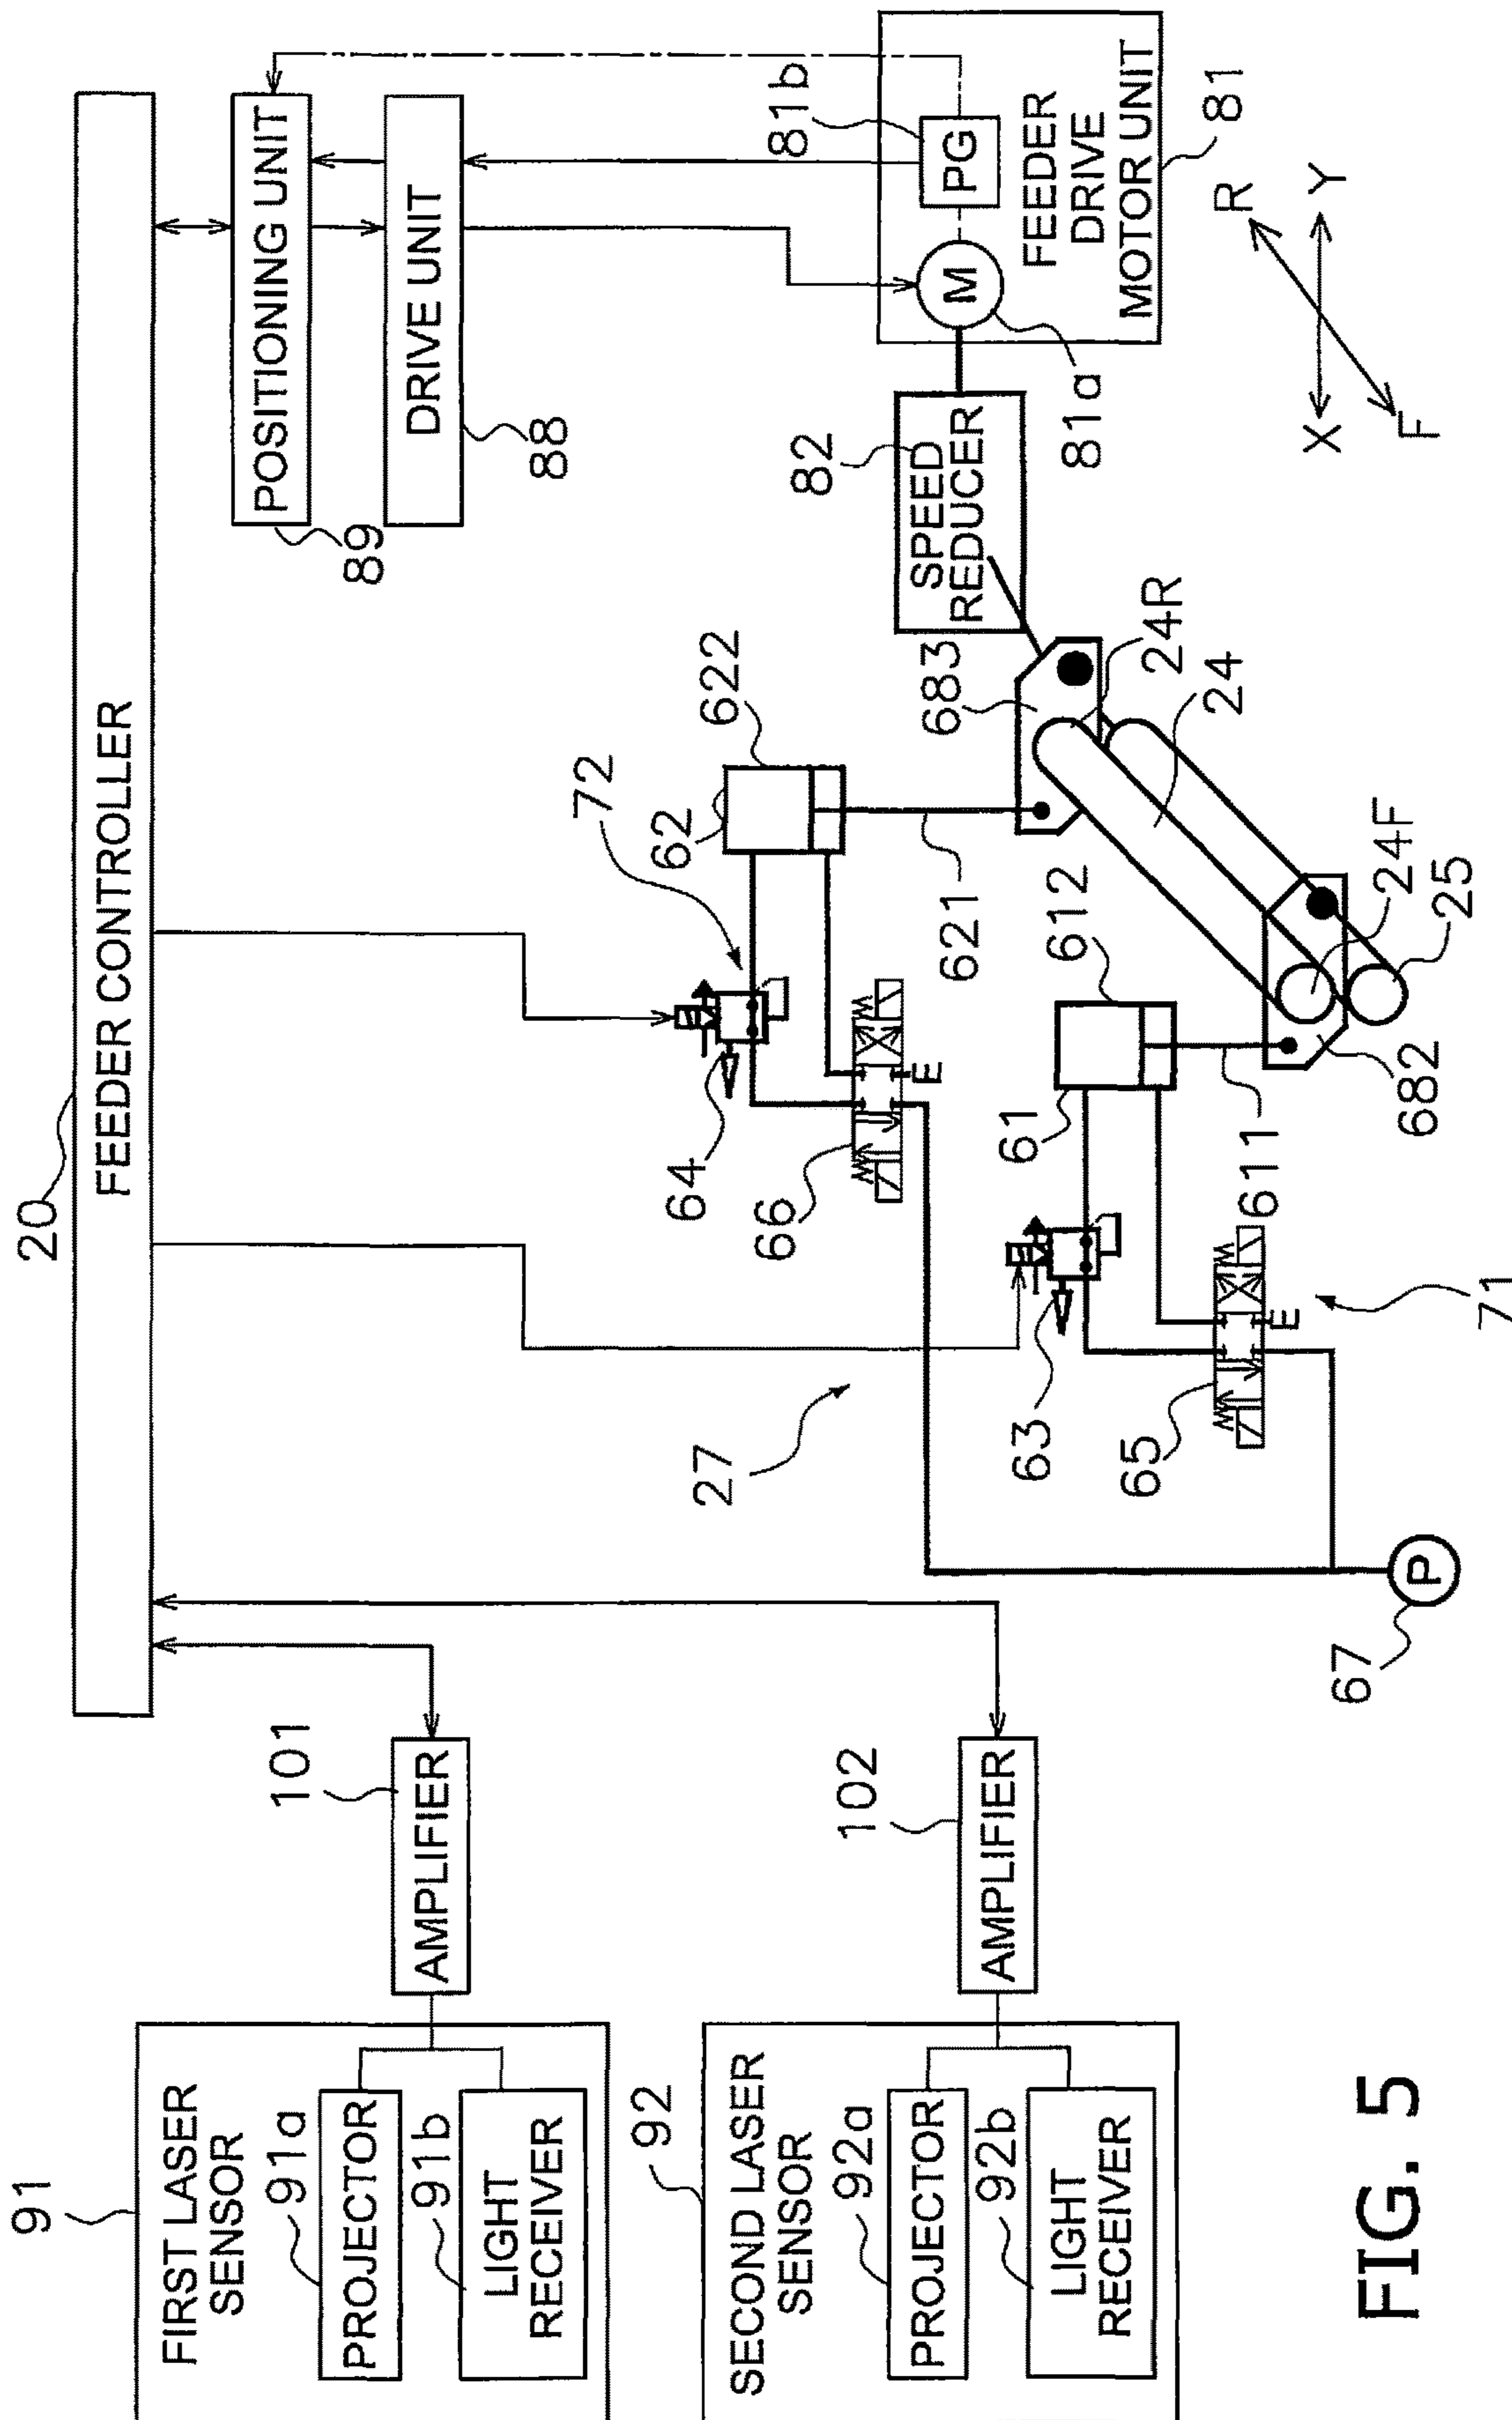 91
FIRST LASER
SENSOR
91a
PROJECTOR
91b
LIGHT
RECEIVER
101
AMPLIFIER
92
SECOND LASER
SENSOR
92a
PROJECTOR
92b
LIGHT
RECEIVER
102
AMPLIFIER
20
FEEDER CONTROLLER
POSITIONING UNIT
89
DRIVE UNIT
88
72
62
622
64
66
E
621
27
63
61
612
611
65
E
71
67
P
682
683
24R
24
24F
25
82
SPEED
REDUCER
81b
PG
M
81a
FEEDER
DRIVE
MOTOR UNIT
81
R
X
Y
F
FIG. 5